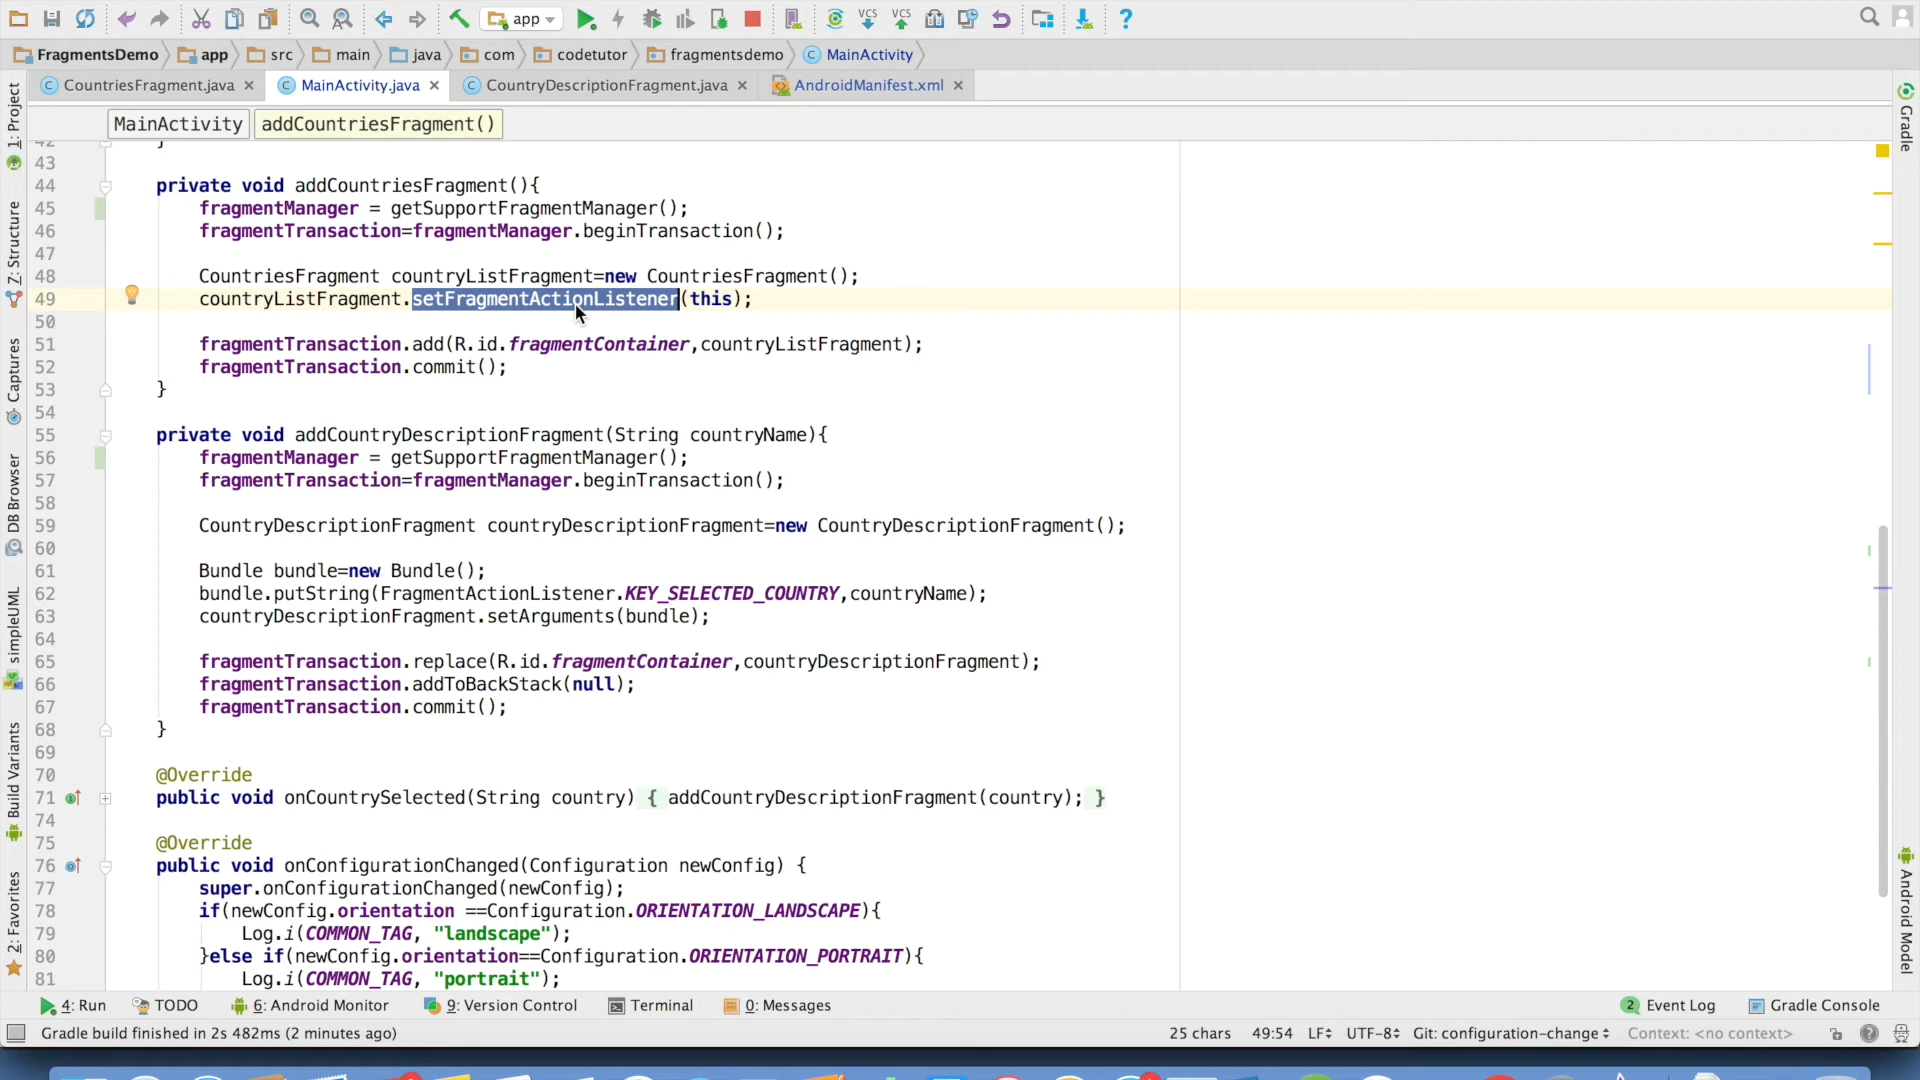 app
VCS VCS
FragmentsDemo app src main java com codetutor fragmentsdemo MainActivity
CountriesFragment.java MainActivity.java CountryDescriptionFragment.java AndroidManifest.xml
MainActivity addCountriesFragment()
1: Project
Z: Structure
Captures
DB Browser
simpleUML
Build Variants
2: Favorites
42 }
43
44 private void addCountriesFragment(){
45 fragmentManager = getSupportFragmentManager();
46 fragmentTransaction=fragmentManager.beginTransaction();
47
48 CountriesFragment countryListFragment=new CountriesFragment();
49 countryListFragment.setFragmentActionListener(this);
50
51 fragmentTransaction.add(R.id.fragmentContainer,countryListFragment);
52 fragmentTransaction.commit();
53 }
54
55 private void addCountryDescriptionFragment(String countryName){
56 fragmentManager = getSupportFragmentManager();
57 fragmentTransaction=fragmentManager.beginTransaction();
58
59 CountryDescriptionFragment countryDescriptionFragment=new CountryDescriptionFragment();
60
61 Bundle bundle=new Bundle();
62 bundle.putString(FragmentActionListener.KEY_SELECTED_COUNTRY,countryName);
63 countryDescriptionFragment.setArguments(bundle);
64
65 fragmentTransaction.replace(R.id.fragmentContainer,countryDescriptionFragment);
66 fragmentTransaction.addToBackStack(null);
67 fragmentTransaction.commit();
68 }
69
70 @Override
71 public void onCountrySelected(String country) { addCountryDescriptionFragment(country); }
74
75 @Override
76 public void onConfigurationChanged(Configuration newConfig) {
77 super.onConfigurationChanged(newConfig);
78 if(newConfig.orientation ==Configuration.ORIENTATION_LANDSCAPE){
79 Log.i(COMMON_TAG, "landscape");
80 }else if(newConfig.orientation==Configuration.ORIENTATION_PORTRAIT){
81 Log.i(COMMON_TAG, "portrait");
Gradle
Android Model
4: Run TODO 6: Android Monitor 9: Version Control Terminal 0: Messages 2 Event Log Gradle Console
Gradle build finished in 2s 482ms (2 minutes ago) 25 chars 49:54 LF UTF-8 Git: configuration-change Context: <no context>